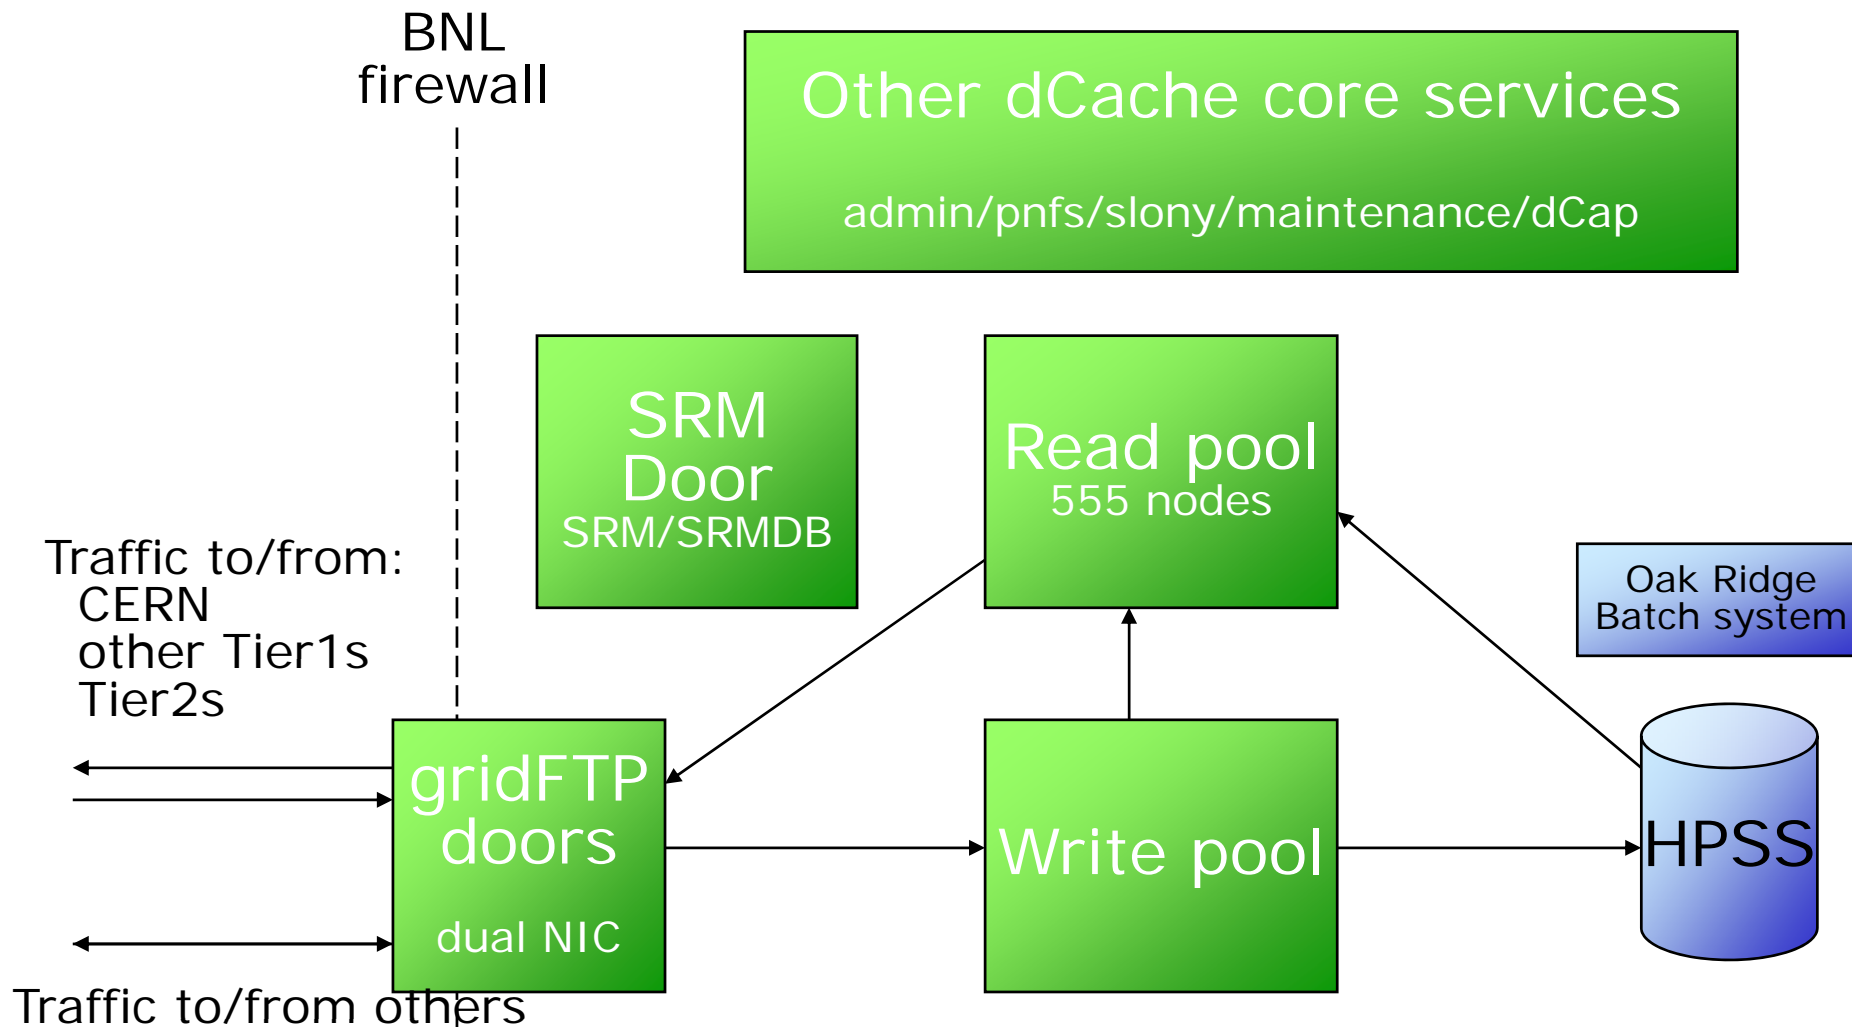 BNL
firewall
Other dCache core services
admin/pnfs/slony/maintenance/dCap
SRM
Door
SRM/SRMDB
Read pool
555 nodes
Traffic to/from:
CERN
other Tier1s
Tier2s
Oak Ridge
Batch system
gridFTP
doors
dual NIC
Write pool
HPSS
Traffic to/from others